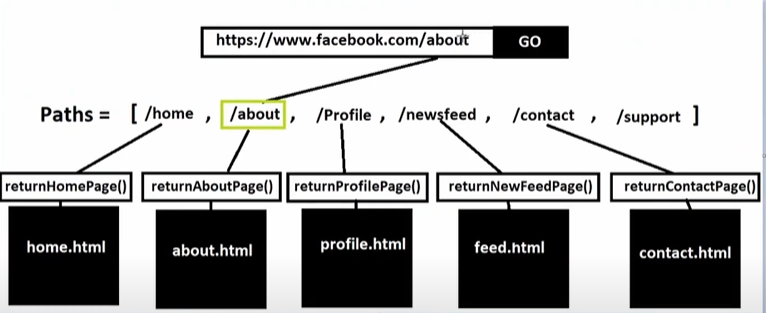 https://www.facebook.com/about GO
Paths = [ /home , /about , /Profile , /newsfeed , /contact , /support ]
returnHomePage() returnAboutPage() returnProfilePage() returnNewFeedPage() returnContactPage()
home.html about.html profile.html feed.html contact.html